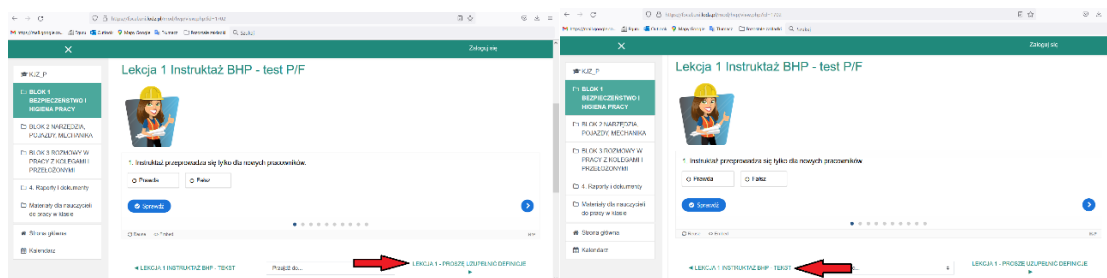 Zaloguj się
KJZ_P
BLOK 1
BEZPIECZEŃSTWO I
HIGIENA PRACY
BLOK 2 NARZĘDZIA,
POJAZDY, MECHANIKA
BLOK 3 ROZMOWY W
PRACY Z KOLEGAMI I
PRZEŁOŻONYMI
4. Raporty i dokumenty
Materiały dla nauczycieli
do pracy w klasie
Strona główna
Kalendarz
Lekcja 1 Instruktaż BHP - test P/F
1. Instruktaż przeprowadza się tylko dla nowych pracowników.
Prawda
Fałsz
Sprawdź
◄ LEKCJA 1 INSTRUKTAŻ BHP - TEKST
Przejdź do...
LEKCJA 1 - PROSZĘ UZUPEŁNIĆ DEFINICJE
►
Zaloguj się
KJZ_P
BLOK 1
BEZPIECZEŃSTWO I
HIGIENA PRACY
BLOK 2 NARZĘDZIA,
POJAZDY, MECHANIKA
BLOK 3 ROZMOWY W
PRACY Z KOLEGAMI I
PRZEŁOŻONYMI
4. Raporty i dokumenty
Materiały dla nauczycieli
do pracy w klasie
Strona główna
Kalendarz
Lekcja 1 Instruktaż BHP - test P/F
1. Instruktaż przeprowadza się tylko dla nowych pracowników.
Prawda
Fałsz
Sprawdź
◄ LEKCJA 1 INSTRUKTAŻ BHP - TEKST
LEKCJA 1 - PROSZĘ UZUPEŁNIĆ DEFINICJE
►